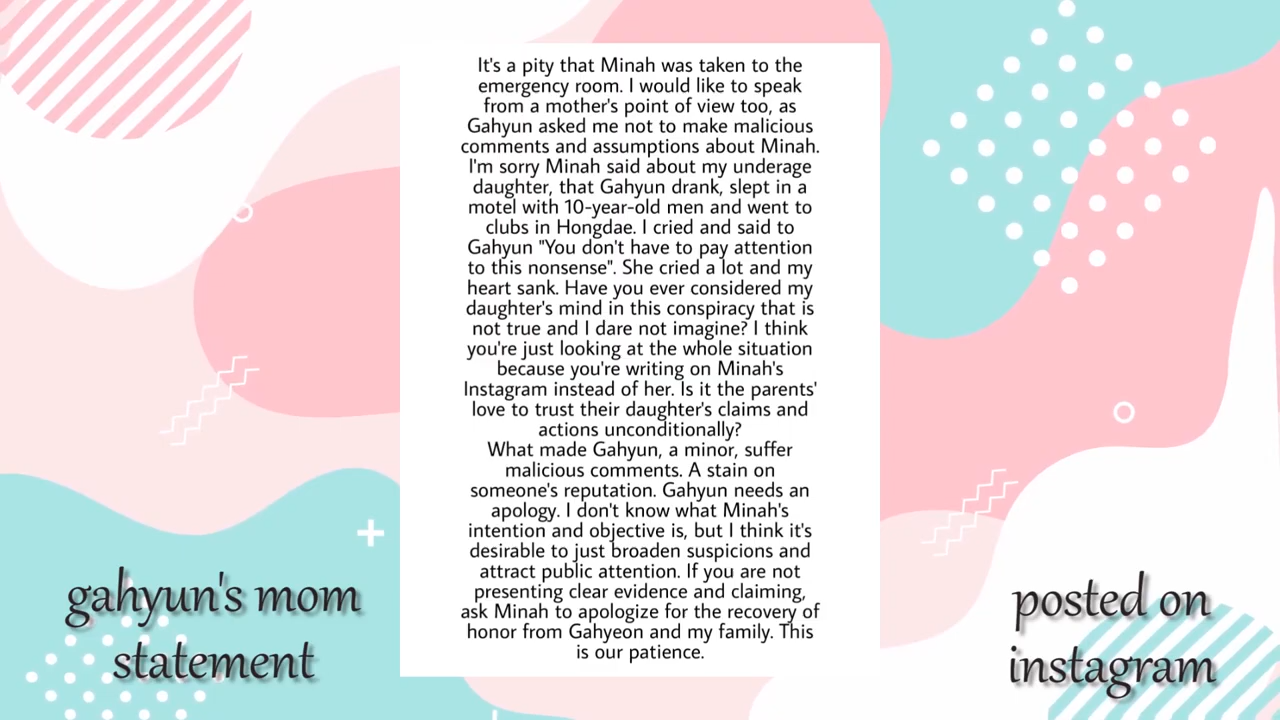 It's a pity that Minah was taken to the
emergency room. I would like to speak
from a mother's point of view too, as
Gahyun asked me not to make malicious
comments and assumptions about Minah.
I'm sorry Minah said about my underage
daughter, that Gahyun drank, slept in a
motel with 10-year-old men and went to
clubs in Hongdae. I cried and said to
Gahyun "You don't have to pay attention
to this nonsense". She cried a lot and my
heart sank. Have you ever considered my
daughter's mind in this conspiracy that is
not true and I dare not imagine? I think
you're just looking at the whole situation
because you're writing on Minah's
Instagram instead of her. Is it the parents'
love to trust their daughter's claims and
actions unconditionally?
What made Gahyun, a minor, suffer
malicious comments. A stain on
someone's reputation. Gahyun needs an
apology. I don't know what Minah's
intention and objective is, but I think it's
desirable to just broaden suspicions and
attract public attention. If you are not
presenting clear evidence and claiming,
ask Minah to apologize for the recovery of
honor from Gahyeon and my family. This
is our patience.
gahyun's mom
statement
posted on
instagram